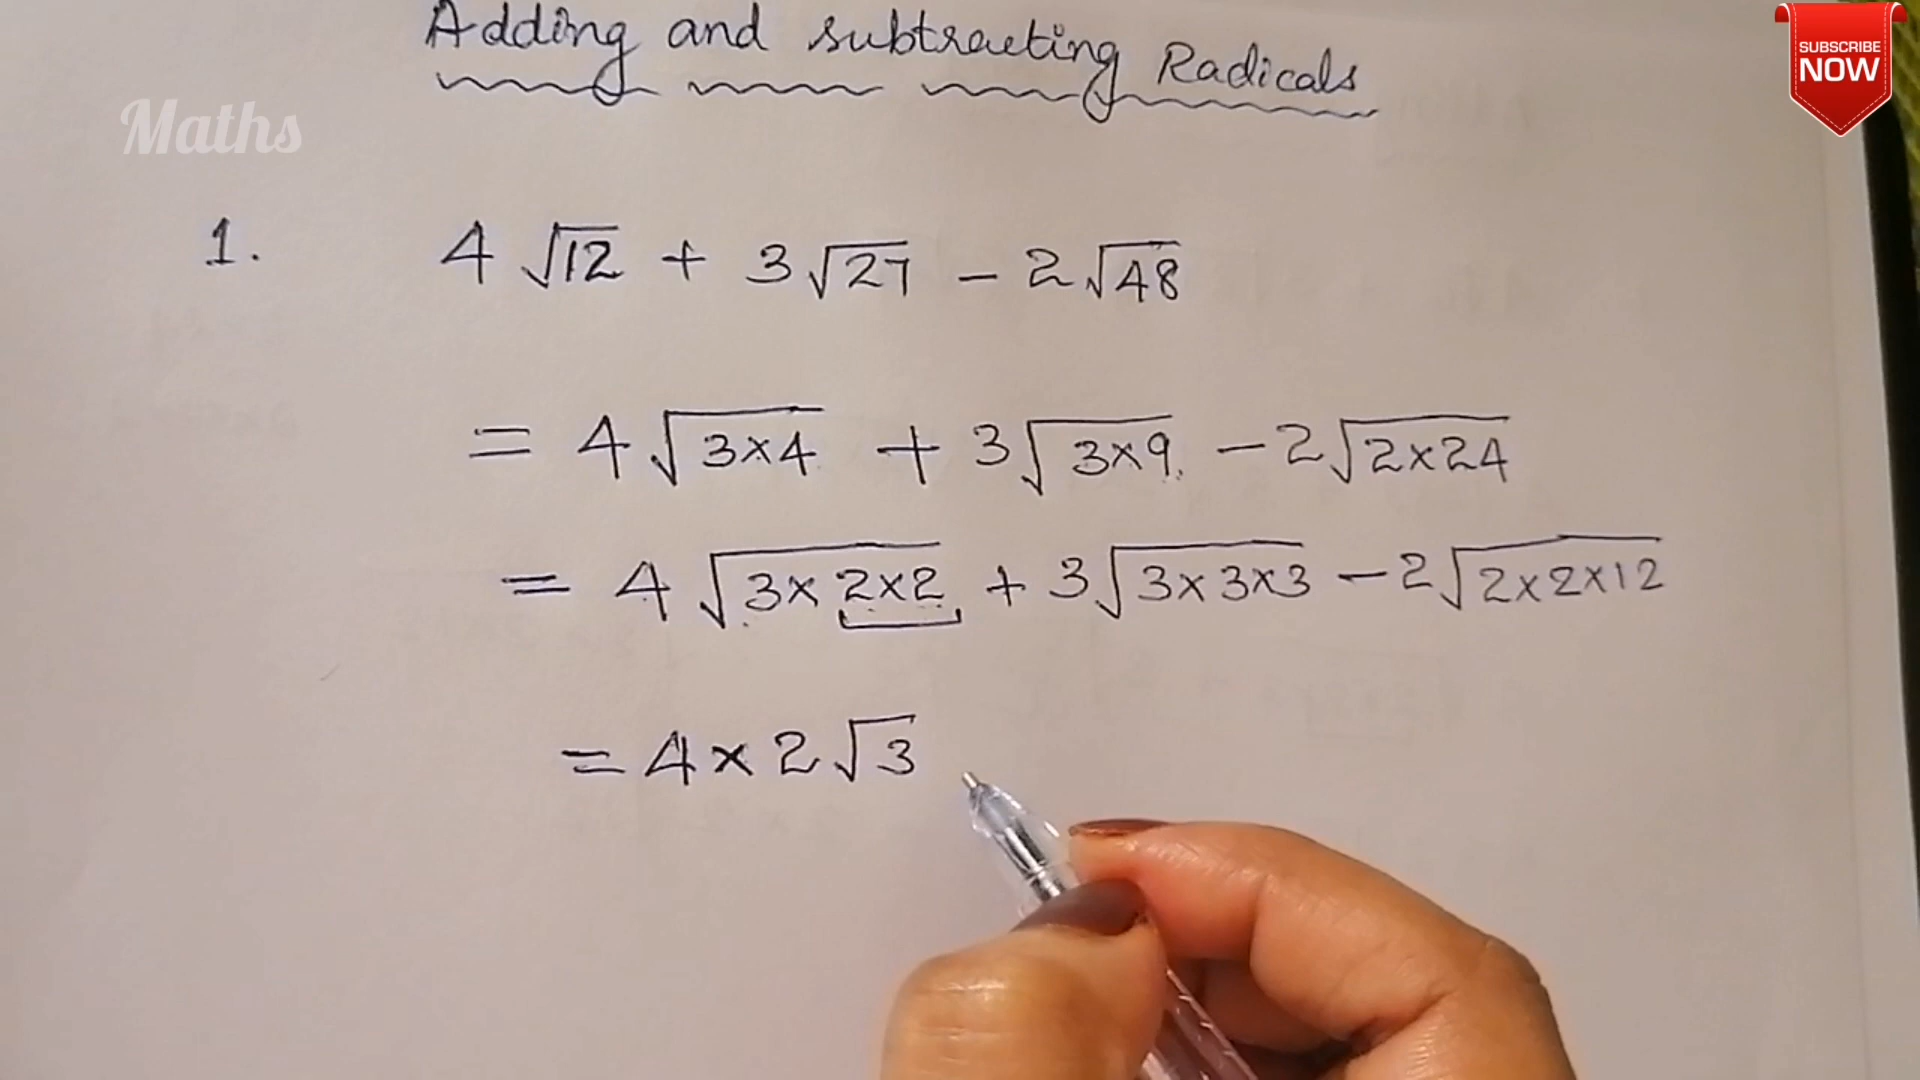 Adding and subtracting Radicals
SUBSCRIBE
NOW
Maths
1. 4√12 + 3√27 - 2√48
= 4√3×4 + 3√3×9 - 2√2×24
= 4√3×2×2 + 3√3×3×3 - 2√2×2×12
= 4×2√3